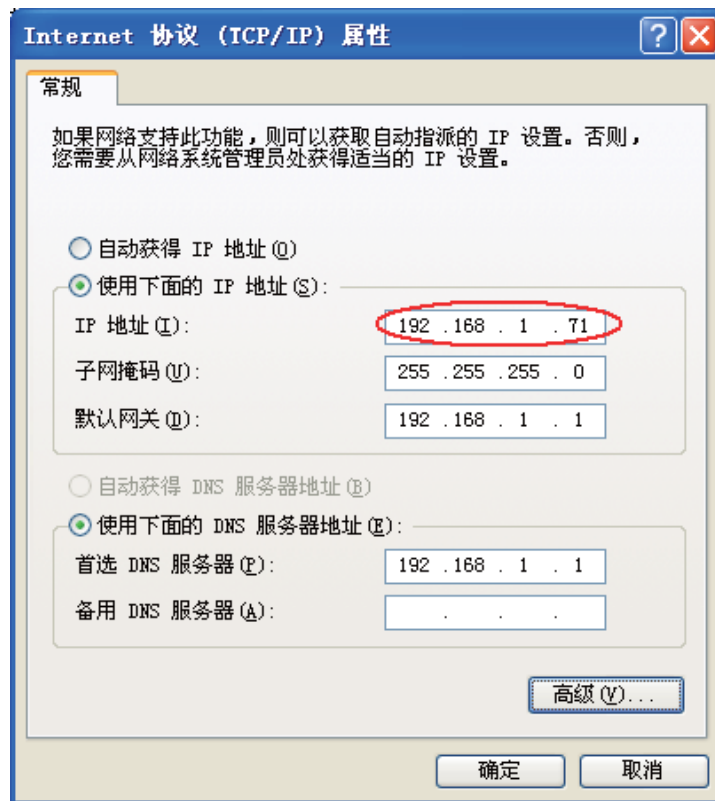 Internet 协议 (TCP/IP) 属性
常规
如果网络支持此功能，则可以获取自动指派的 IP 设置。否则，
您需要从网络系统管理员处获得适当的 IP 设置。
自动获得 IP 地址(O)
使用下面的 IP 地址(S):
IP 地址(I): 192 .168 . 1 .71
子网掩码(U): 255 .255 .255 . 0
默认网关(D): 192 .168 . 1 . 1
自动获得 DNS 服务器地址(B)
使用下面的 DNS 服务器地址(E):
首选 DNS 服务器(P): 192 .168 . 1 . 1
备用 DNS 服务器(A): . . .
高级(V)...
确定 取消